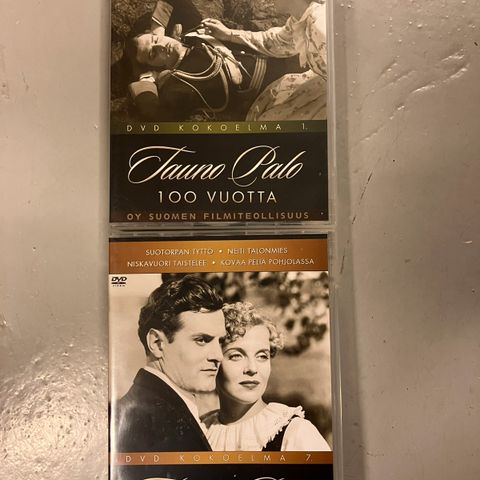 DVD KOKOELMA 1.
Tauno Palo
100 VUOTTA
OY SUOMEN FILMITEOLLISUUS
SUOTORPAN TYTTÖ • NEITI TALONMIES
NISKAVUORI TAISTELEE • KOVAA PELIÄ POHJOLASSA
DVD
VIDEO
DVD KOKOELMA 7.